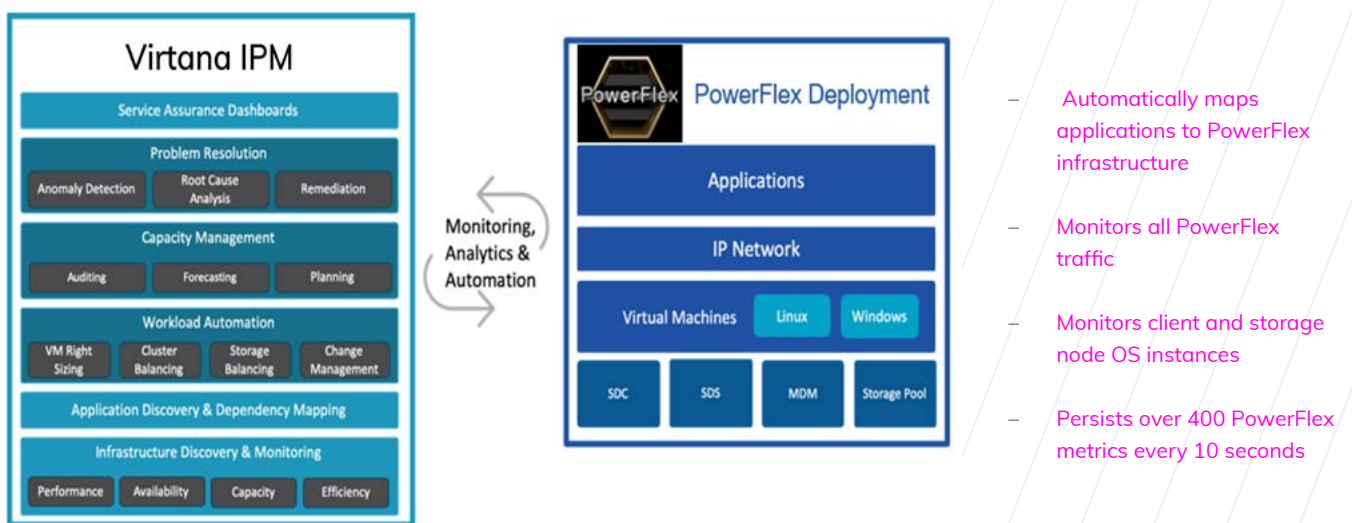 Virtana IPM
Service Assurance Dashboards
Problem Resolution
Anomaly Detection
Root Cause
Analysis
Remediation
Capacity Management
Auditing
Forecasting
Planning
Workload Automation
VM Right
Sizing
Cluster
Balancing
Storage
Balancing
Change
Management
Application Discovery & Dependency Mapping
Infrastructure Discovery & Monitoring
Performance
Availability
Capacity
Efficiency
Monitoring,
Analytics &
Automation
PowerFlex
PowerFlex Deployment
Applications
IP Network
Virtual Machines
Linux
Windows
SDC
SDS
MDM
Storage Pool
– Automatically maps
applications to PowerFlex
infrastructure
– Monitors all PowerFlex
traffic
– Monitors client and storage
node OS instances
– Persists over 400 PowerFlex
metrics every 10 seconds